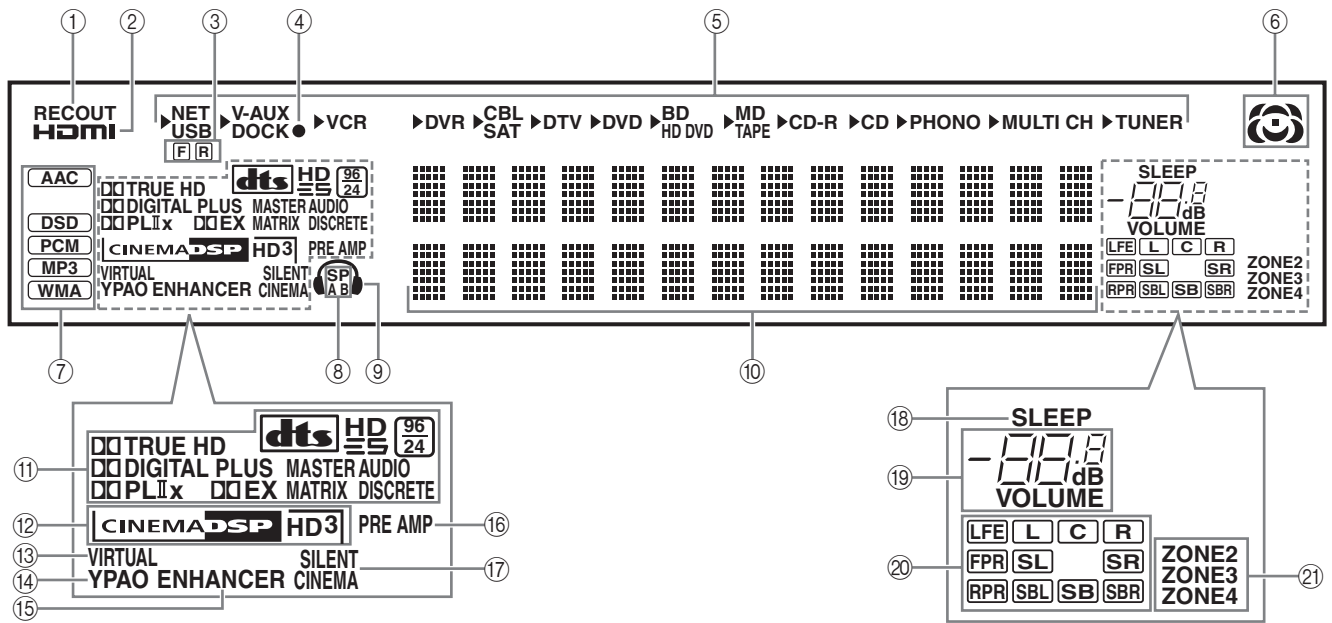 ① ② ③ ④ ⑤ ⑥
RECOUT
HDMI
NET
USB
F R
V-AUX
DOCK
VCR
DVR
CBL
SAT
DTV
DVD
BD
HD DVD
MD
TAPE
CD-R
CD
PHONO
MULTI CH
TUNER
AAC
DSD
PCM
MP3
WMA
dts HD 96
TRUE HD ES 24
DIGITAL PLUS MASTER AUDIO
PLIIx EX MATRIX DISCRETE
CINEMA DSP HD3 PRE AMP
VIRTUAL SILENT
YPAO ENHANCER CINEMA
SP
A B
SLEEP
-88.8
dB
VOLUME
LFE L C R
FPR SL SR ZONE2
ZONE3
RPR SBL SB SBR ZONE4
⑦ ⑧ ⑨ ⑩
dts HD 96
TRUE HD ES 24
⑪ DIGITAL PLUS MASTER AUDIO
PLIIx EX MATRIX DISCRETE
⑫ CINEMA DSP HD3 PRE AMP ⑯
⑬ VIRTUAL SILENT
⑭ YPAO ENHANCER CINEMA ⑰
⑮
⑱ SLEEP
-88.8
⑲ dB
VOLUME
LFE L C R
⑳ FPR SL SR
RPR SBL SB SBR
ZONE2
ZONE3 ㉑
ZONE4